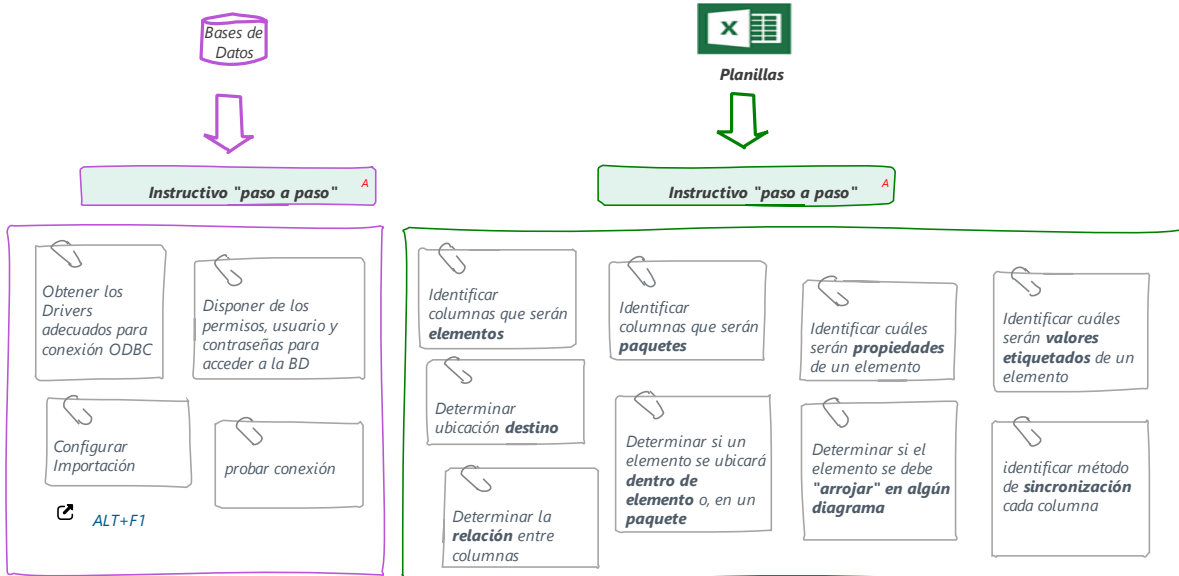 Bases de
Datos
Planillas
Instructivo "paso a paso"
A
Instructivo "paso a paso"
A
Obtener los
Drivers
adecuados para
conexión ODBC
Disponer de los
permisos, usuario y
contraseñas para
acceder a la BD
Configurar
Importación
probar conexión
ALT+F1
Identificar
columnas que serán
elementos
Identificar
columnas que serán
paquetes
Identificar cuáles
serán propiedades
de un elemento
Identificar cuáles
serán valores
etiquetados de un
elemento
Determinar
ubicación destino
Determinar si un
elemento se ubicará
dentro de
elemento o, en un
paquete
Determinar si el
elemento se debe
"arrojar" en algún
diagrama
identificar método
de sincronización
cada columna
Determinar la
relación entre
columnas